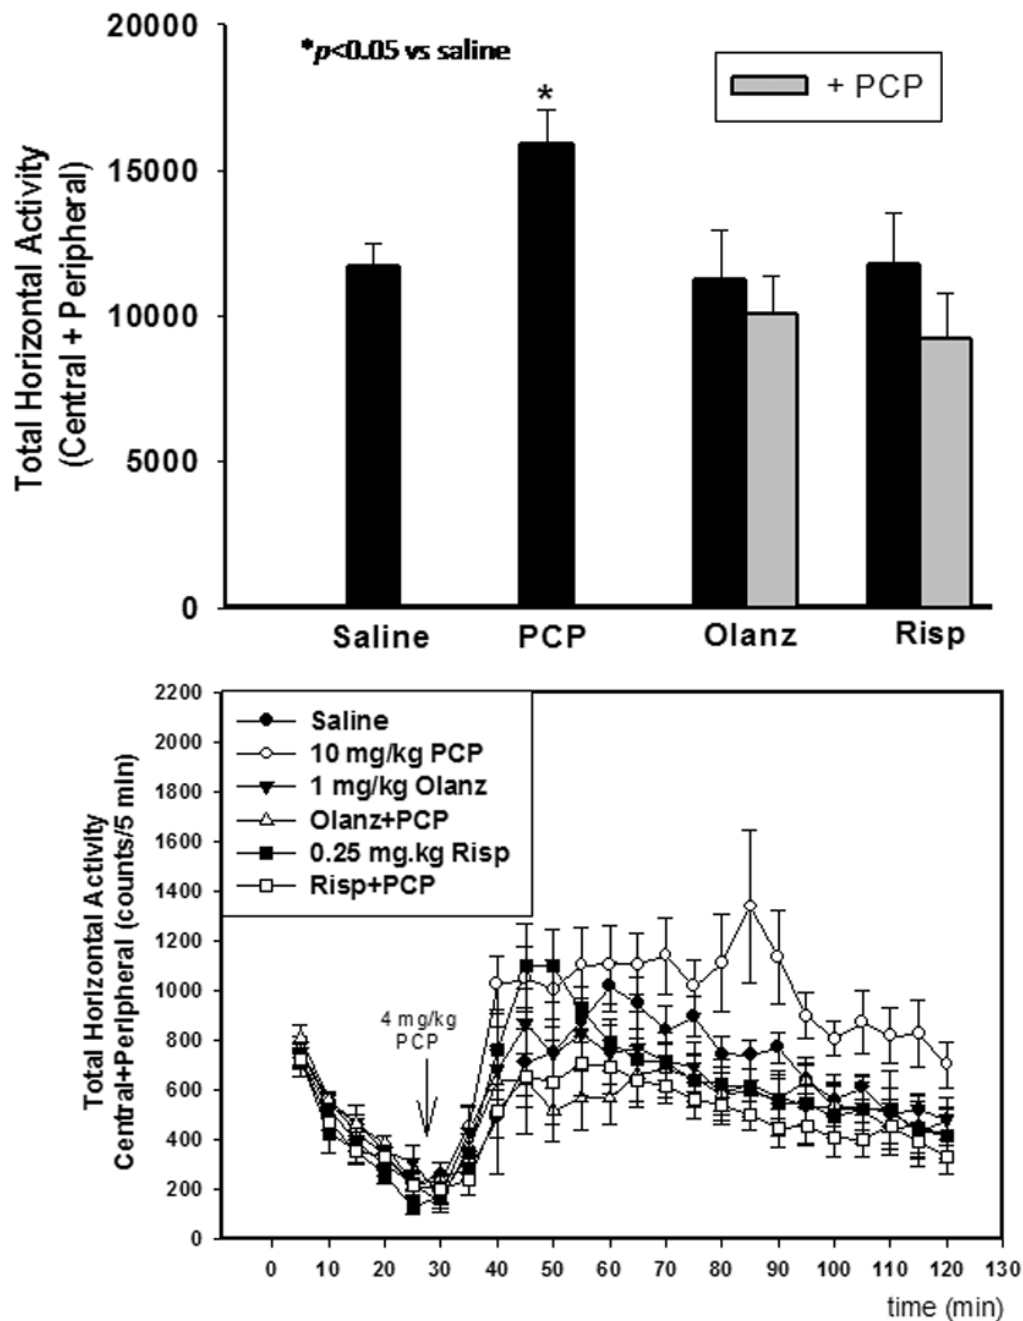 20000
*p<0.05 vs saline
*
+ PCP
15000
10000
5000
0
Total Horizontal Activity
(Central + Peripheral)
Saline PCP Olanz Risp
2200
2000
1800
1600
1400
1200
1000
800
600
400
200
0
Total Horizontal Activity
Central+Peripheral (counts/5 min)
Saline
10 mg/kg PCP
1 mg/kg Olanz
Olanz+PCP
0.25 mg.kg Risp
Risp+PCP
4 mg/kg
PCP
0 10 20 30 40 50 60 70 80 90 100 110 120 130
time (min)